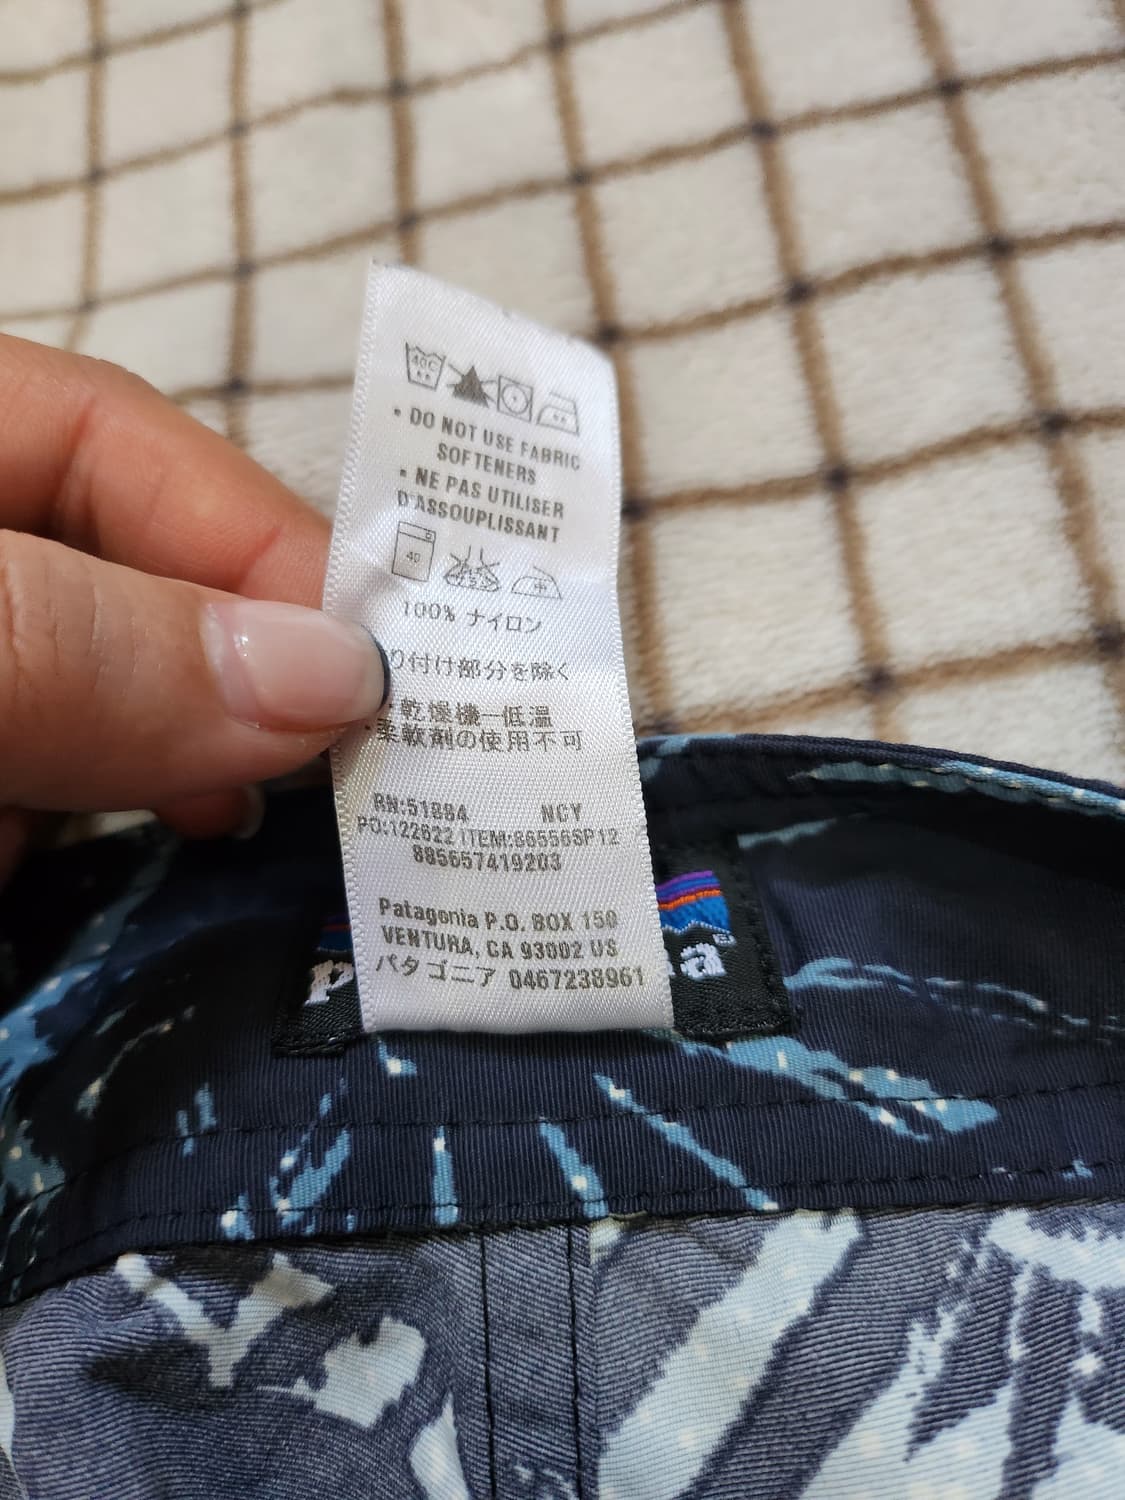 40C
• DO NOT USE FABRIC
SOFTENERS
• NE PAS UTILISER
D'ASSOUPLISSANT
40
100% ナイロン
り付け部分を除く
・乾燥機—低温
・柔軟剤の使用不可
RN:51884 NCY
PO:122622 ITEM:86556SP12
885657419203
Patagonia P.O. BOX 150
VENTURA, CA 93002 US
パタゴニア 0467238961
p a